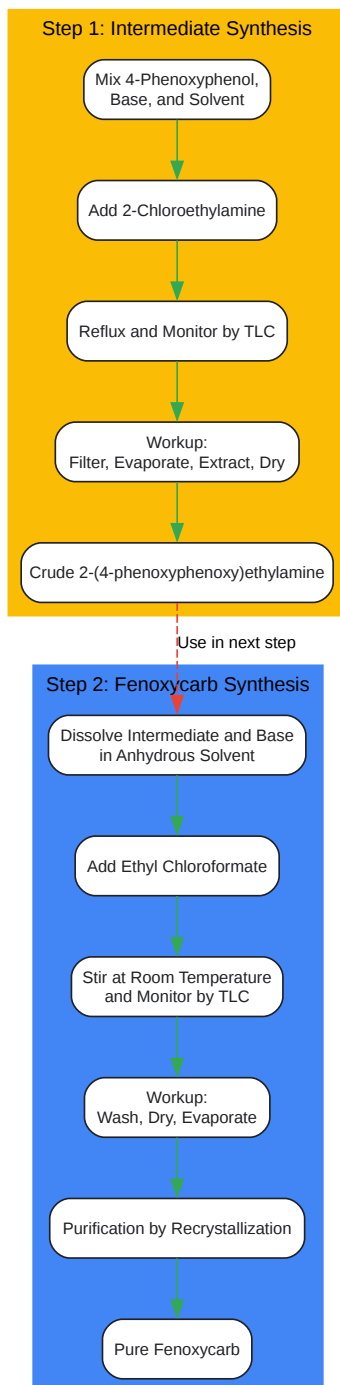 Step 1: Intermediate Synthesis
Mix 4-Phenoxyphenol,
Base, and Solvent
Add 2-Chloroethylamine
Reflux and Monitor by TLC
Workup:
Filter, Evaporate, Extract, Dry
Crude 2-(4-phenoxyphenoxy)ethylamine
Use in next step
Step 2: Fenoxycarb Synthesis
Dissolve Intermediate and Base
in Anhydrous Solvent
Add Ethyl Chloroformate
Stir at Room Temperature
and Monitor by TLC
Workup:
Wash, Dry, Evaporate
Purification by Recrystallization
Pure Fenoxycarb